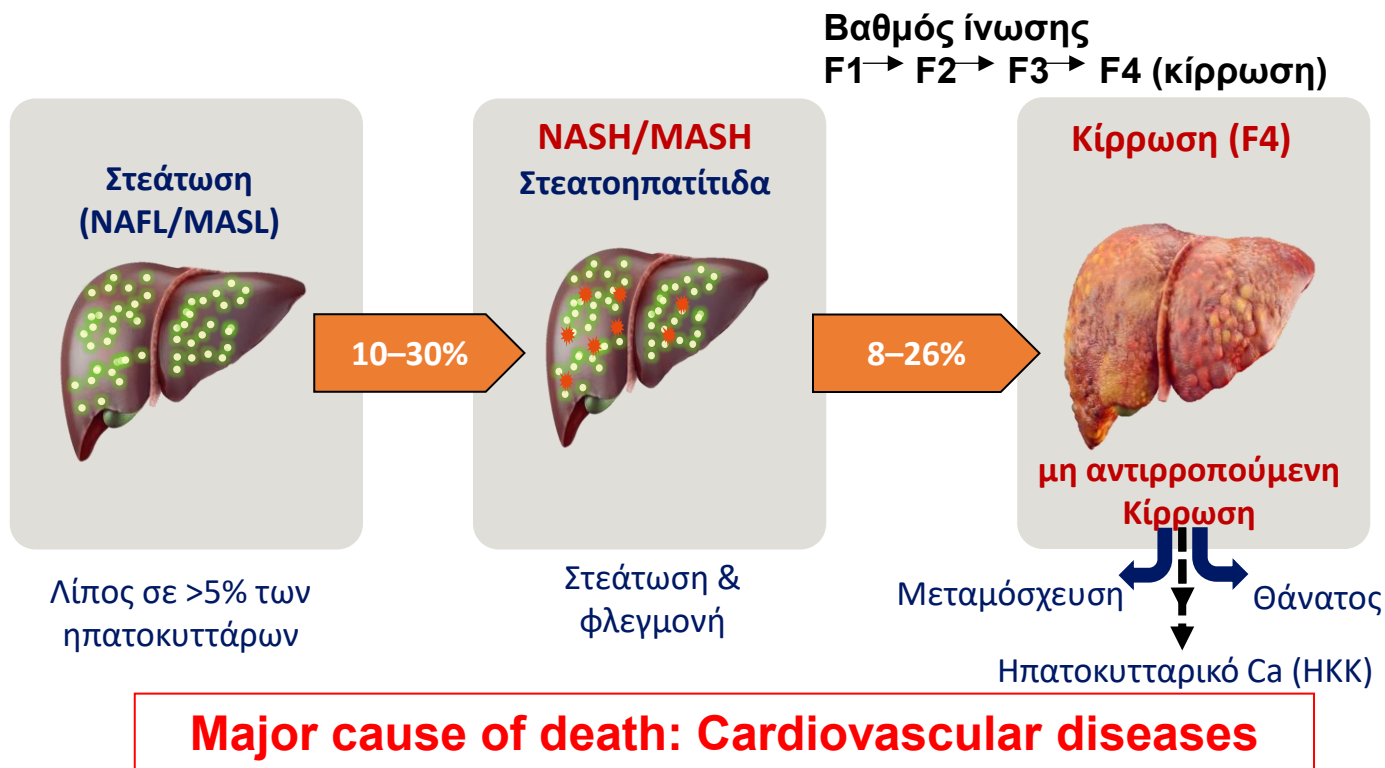 Βαθμός ίνωσης
F1 → F2 → F3 → F4 (κίρρωση)
Στεάτωση
(NAFL/MASL)
Λίπος σε >5% των
ηπατοκυττάρων
10–30%
NASH/MASH
Στεατοηπατίτιδα
Στεάτωση &
φλεγμονή
8–26%
Κίρρωση (F4)
μη αντιρροπούμενη
Κίρρωση
Μεταμόσχευση
Θάνατος
Ηπατοκυτταρικό Ca (ΗΚΚ)
Major cause of death: Cardiovascular diseases